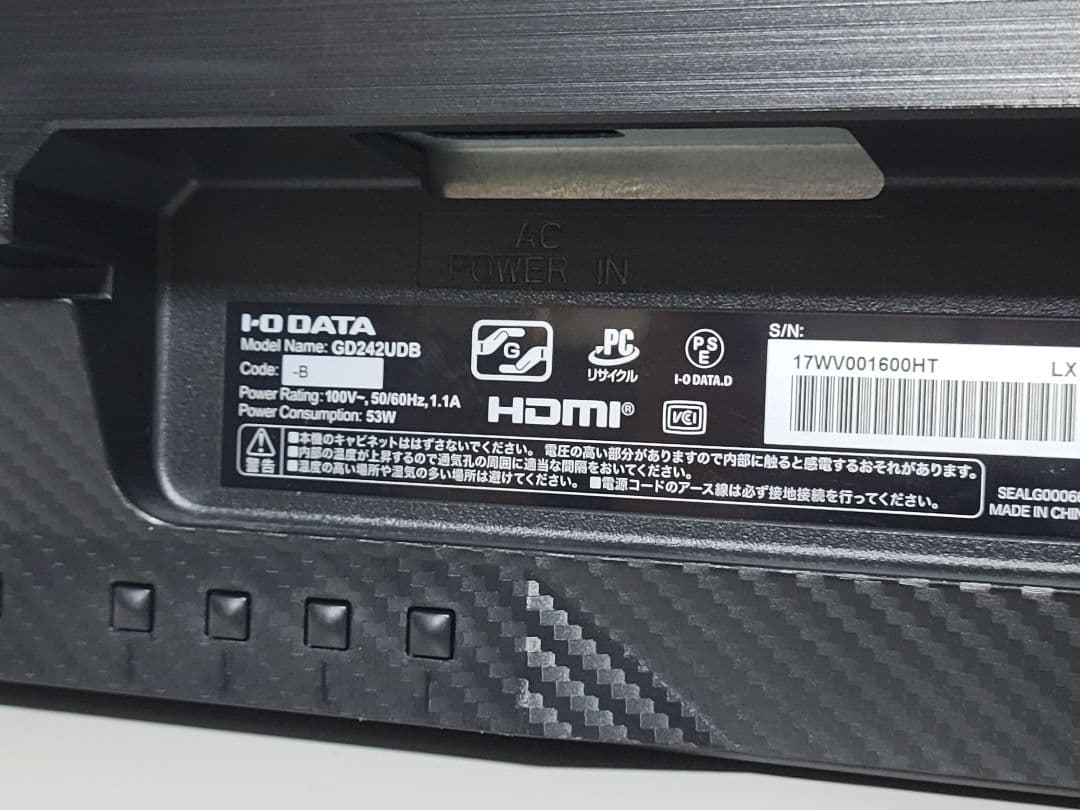 AC
POWER IN
I-O DATA
Model Name: GD242UDB
Code: -B
Power Rating: 100V~, 50/60Hz, 1.1A
Power Consumption: 53W
G
PC
リサイクル
PSE
I-O DATA.D
HDMI®
VCCI
S/N:
17WV001600HT LX
警告
■本機のキャビネットははずさないでください。 電圧の高い部分がありますので内部に触ると感電するおそれがあります。
■内部の温度が上昇するので通気孔の周囲に適当な間隔をおいてください。
■温度の高い場所や湿気の多い場所は避けてください。 ■電源コードのアース線は必ず接地接続を行ってください。
MADE IN